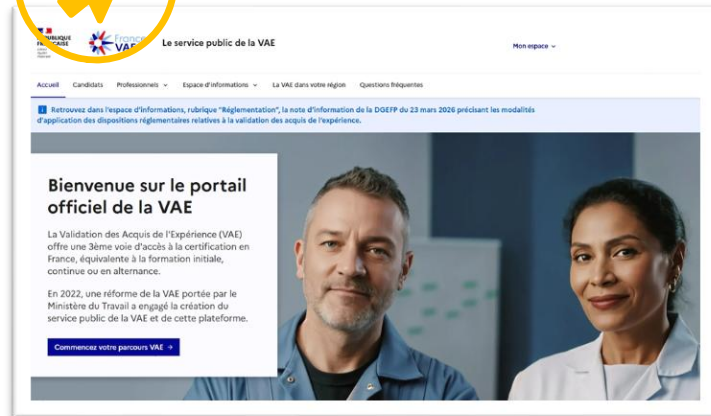 RÉPUBLIQUE
FRANÇAISE
France
VAE
Le service public de la VAE
Mon espace
Accueil Candidats Professionnels Espace d'informations La VAE dans votre région Questions fréquentes
Retrouvez dans l'espace d'informations, rubrique "Réglementation", la note d'information de la DGEFP du 23 mars 2026 précisant les modalités
d'application des dispositions réglementaires relatives à la validation des acquis de l'expérience.
Bienvenue sur le portail
officiel de la VAE
La Validation des Acquis de l'Expérience (VAE)
offre une 3ème voie d'accès à la certification en
France, équivalente à la formation initiale,
continue ou en alternance.
En 2022, une réforme de la VAE portée par le
Ministère du Travail a engagé la création du
service public de la VAE et de cette plateforme.
Commencez votre parcours VAE →